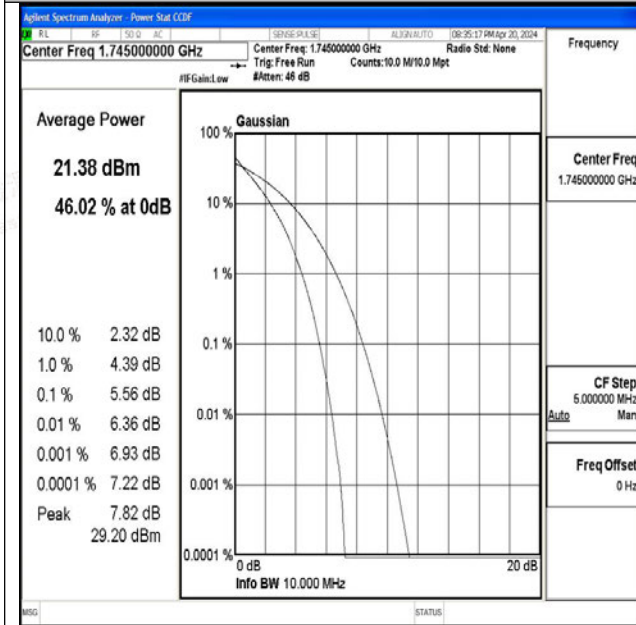 Agilent Spectrum Analyzer - Power Stat CCDF
RL RF 50 Ω AC SENSE:PULSE ALIGNAUTO 08:35:17 PM Apr 20, 2024
Center Freq 1.745000000 GHz
Center Freq: 1.745000000 GHz Radio Std: None
Trig: Free Run Counts:10.0 M/10.0 Mpt
#IFGain:Low #Atten: 46 dB
Frequency
Average Power
21.38 dBm
46.02 % at 0dB
10.0 % 2.32 dB
1.0 % 4.39 dB
0.1 % 5.56 dB
0.01 % 6.36 dB
0.001 % 6.93 dB
0.0001 % 7.22 dB
Peak 7.82 dB
29.20 dBm
Gaussian
100 %
10 %
1 %
0.1 %
0.01 %
0.001 %
0.0001 %
0 dB 20 dB
Info BW 10.000 MHz
Center Freq
1.745000000 GHz
CF Step
5.000000 MHz
Auto Man
Freq Offset
0 Hz
MSG STATUS